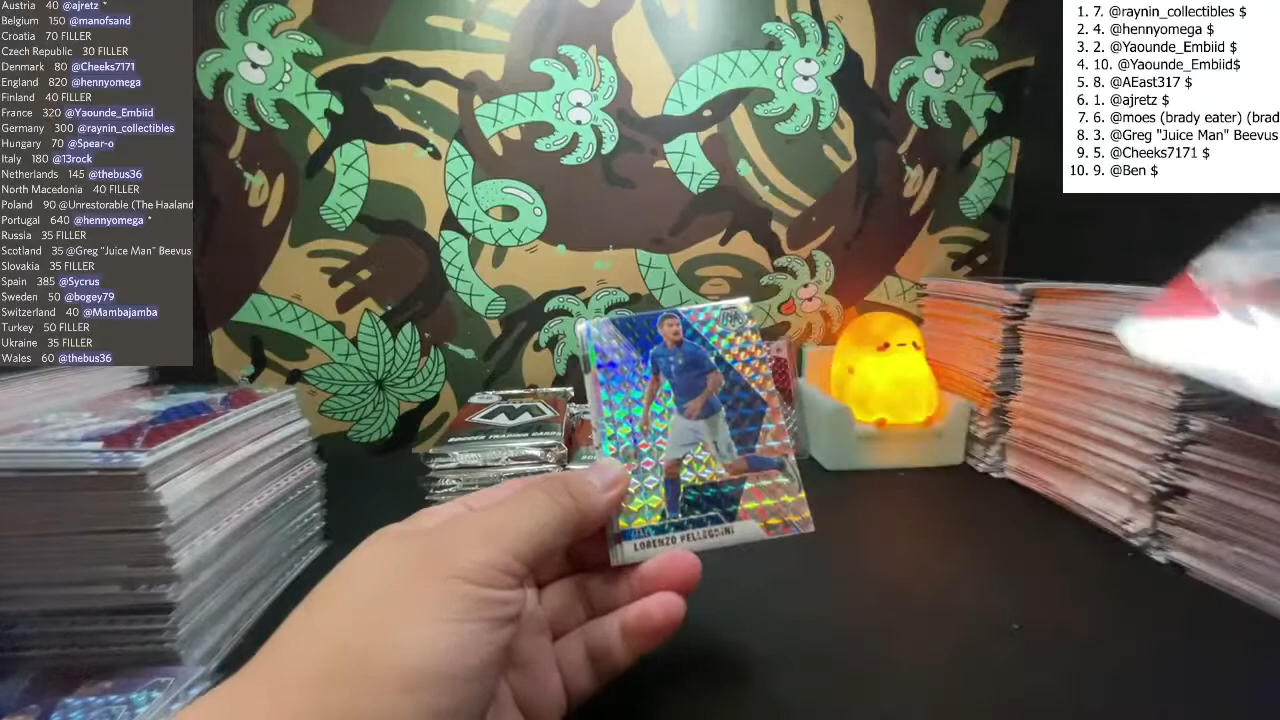 Austria 40 @ajretz *
Belgium 150 @manofsand
Croatia 70 FILLER
Czech Republic 30 FILLER
Denmark 80 @Cheeks7171
England 820 @hennyomega
Finland 40 FILLER
France 320 @Yaounde_Embiid
Germany 300 @raynin_collectibles
Hungary 70 @Spear-o
Italy 180 @13rock
Netherlands 145 @thebus36
North Macedonia 40 FILLER
Poland 90 @Unrestorable (The Haaland
Portugal 640 @hennyomega *
Russia 35 FILLER
Scotland 35 @Greg "Juice Man" Beevus
Slovakia 35 FILLER
Spain 385 @Sycrus
Sweden 50 @bogey79
Swizerland 40 @Mambajamba
Turkey 50 FILLER
Ukraine 35 FILLER
Wales 60 @thebus36
1. 7. @raynin_collectibles $
2. 4. @hennyomega $
3. 2. @Yaounde_Embiid $
4. 10. @Yaounde_Embiid$
5. 8. @AEast317 $
6. 1. @ajretz $
7. 6. @moes (brady eater) (brad
8. 3. @Greg "Juice Man" Beevus
9. 5. @Cheeks7171 $
10. 9. @Ben $
SOCCER TRADING CARDS
ITALY
LORENZO PELLEGRINI